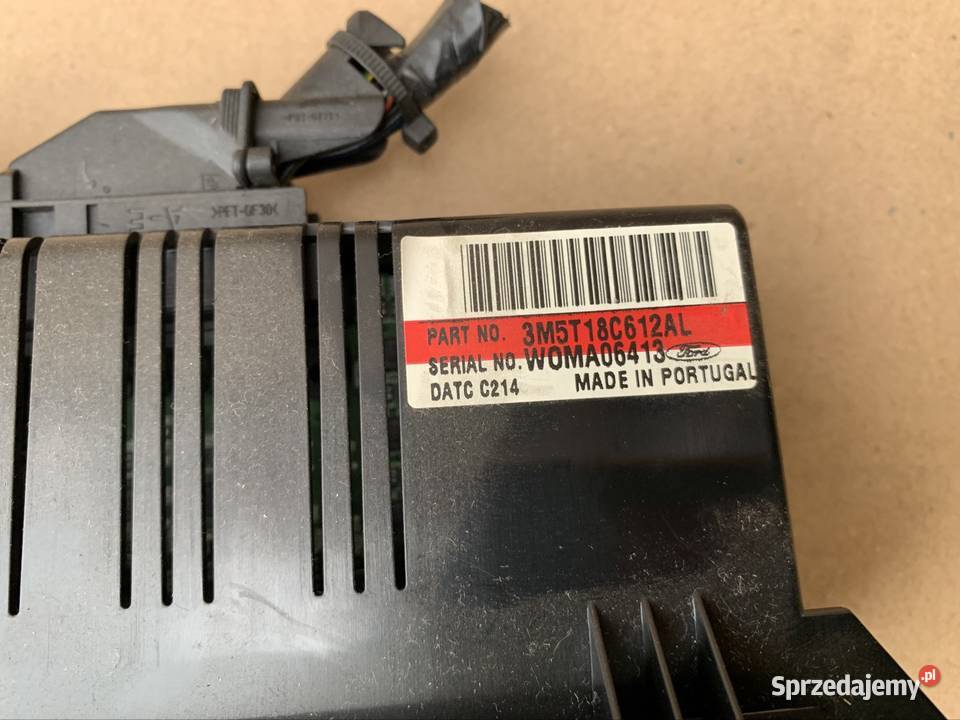 >PET-GF30<
PART NO. 3M5T18C612AL
SERIAL NO. WOMA06413 Ford
DATC C214 MADE IN PORTUGAL
Sprzedajemy.pl